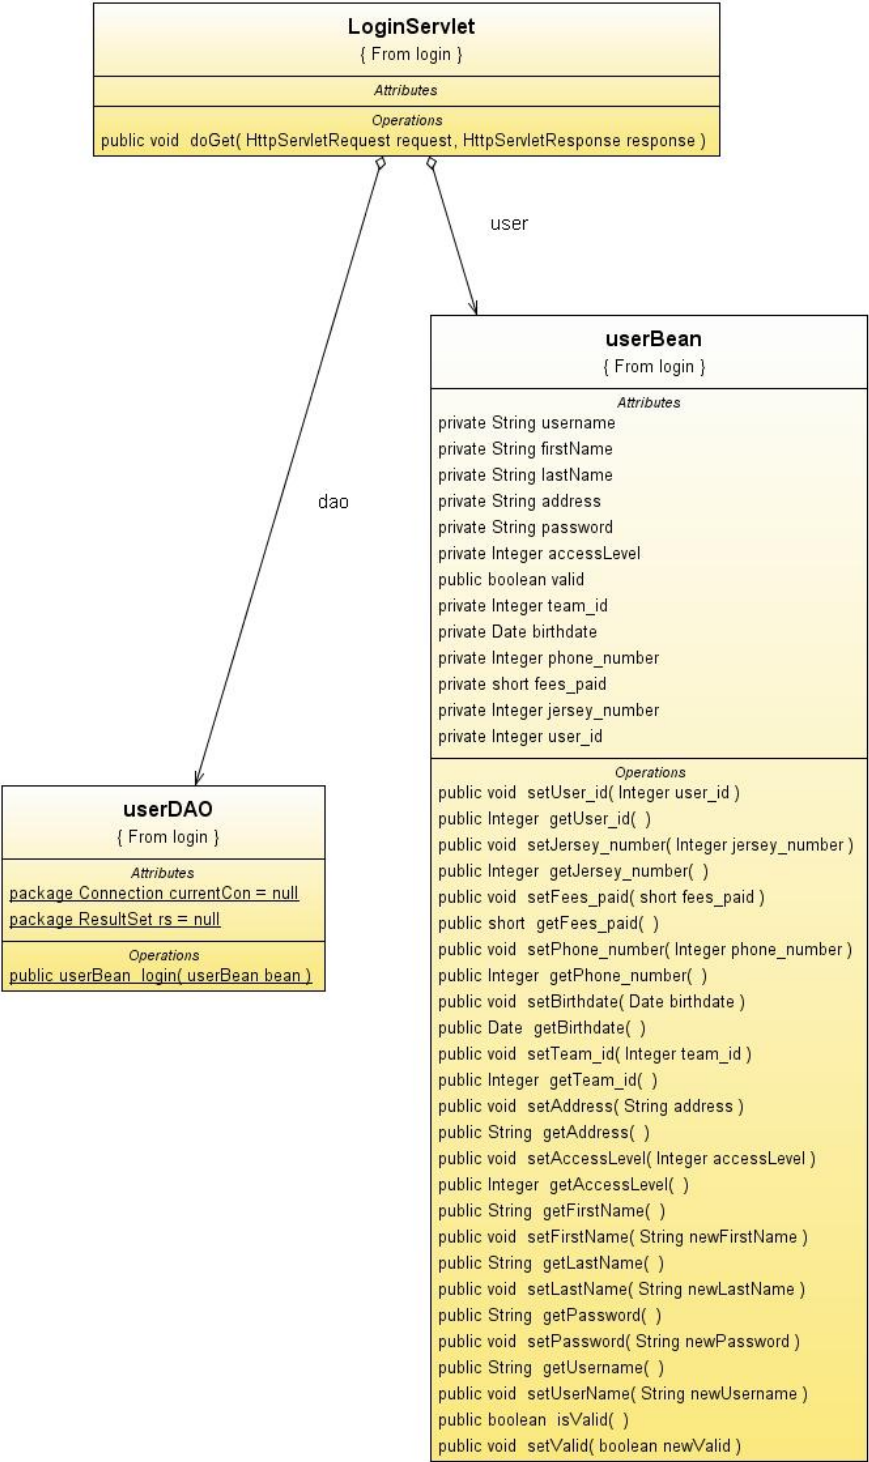 LoginServlet
{ From login }
Attributes
Operations
public void doGet( HttpServletRequest request, HttpServletResponse response )
user
dao
userBean
{ From login }
Attributes
private String username
private String firstName
private String lastName
private String address
private String password
private Integer accessLevel
public boolean valid
private Integer team_id
private Date birthdate
private Integer phone_number
private short fees_paid
private Integer jersey_number
private Integer user_id
Operations
public void setUser_id( Integer user_id )
public Integer getUser_id( )
public void setJersey_number( Integer jersey_number )
public Integer getJersey_number( )
public void setFees_paid( short fees_paid )
public short getFees_paid( )
public void setPhone_number( Integer phone_number )
public Integer getPhone_number( )
public void setBirthdate( Date birthdate )
public Date getBirthdate( )
public void setTeam_id( Integer team_id )
public Integer getTeam_id( )
public void setAddress( String address )
public String getAddress( )
public void setAccessLevel( Integer accessLevel )
public Integer getAccessLevel( )
public String getFirstName( )
public void setFirstName( String newFirstName )
public String getLastName( )
public void setLastName( String newLastName )
public String getPassword( )
public void setPassword( String newPassword )
public String getUsername( )
public void setUserName( String newUsername )
public boolean isValid( )
public void setValid( boolean newValid )
userDAO
{ From login }
Attributes
package Connection currentCon = null
package ResultSet rs = null
Operations
public userBean login( userBean bean )